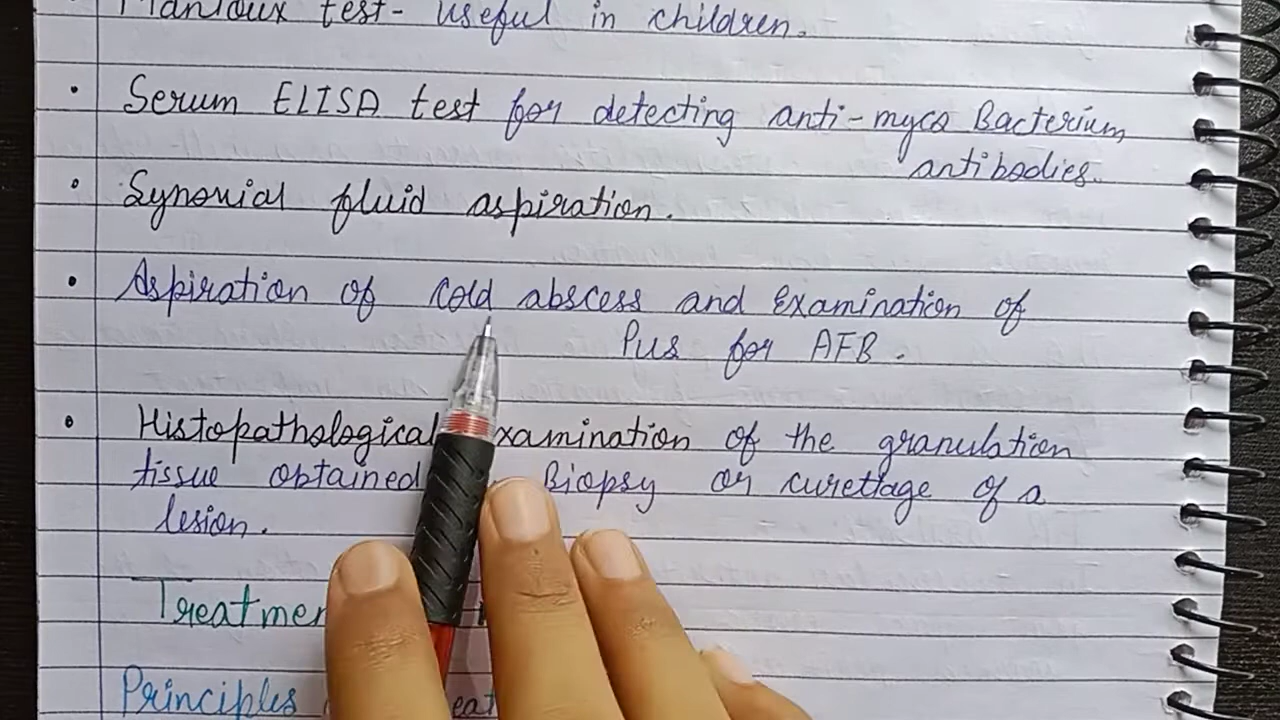 Mantoux test- useful in children.
• Serum ELISA test for detecting anti-myco Bacterium
antibodies.
• Synovial fluid aspiration.
• Aspiration of cold abscess and Examination of
Pus for AFB.
• Histopathological xamination of the granulation
tissue obtained Biopsy or curettage of a
lesion.
Treatmen
Principles eat